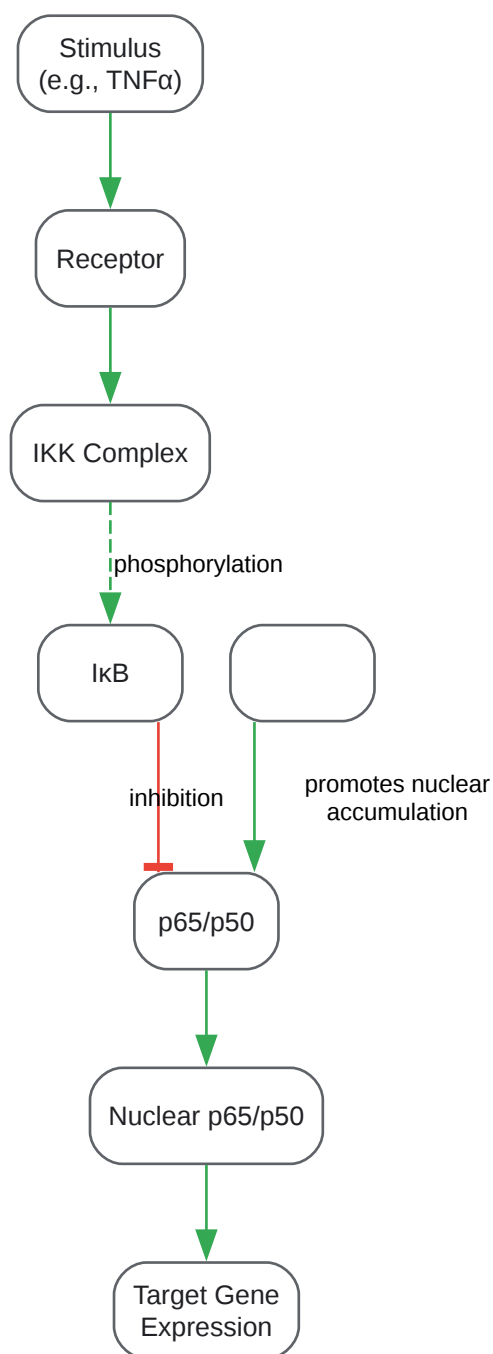 Stimulus
(e.g., TNFα)
Receptor
IKK Complex
phosphorylation
IκB
inhibition
promotes nuclear
accumulation
p65/p50
Nuclear p65/p50
Target Gene
Expression